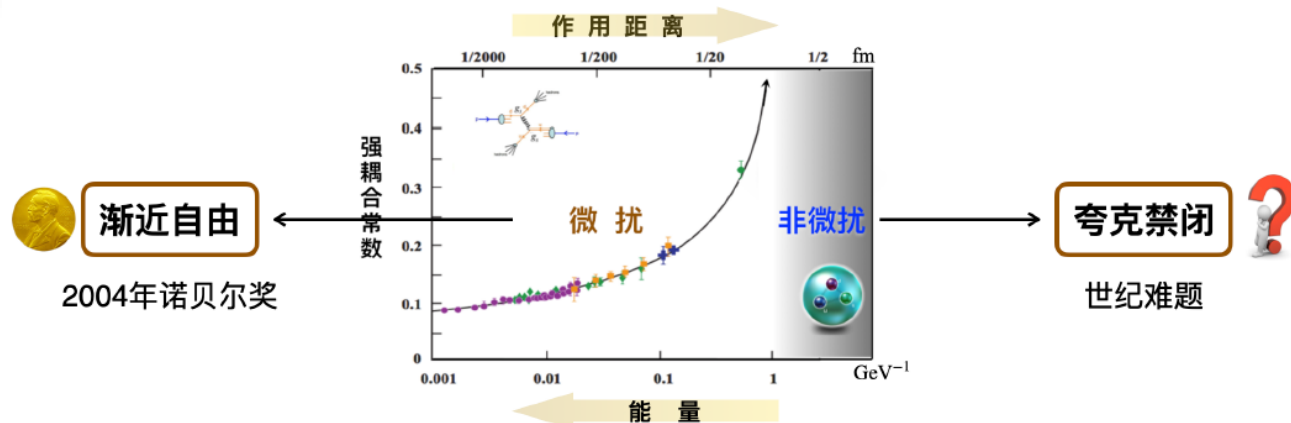 作用距离
1/2000 1/200 1/20 1/2 fm
0.5
0.4
0.3
0.2
0.1
0
强耦合常数
微扰
非微扰
渐近自由
2004年诺贝尔奖
夸克禁闭
世纪难题
0.001 0.01 0.1 1 GeV⁻¹
能量